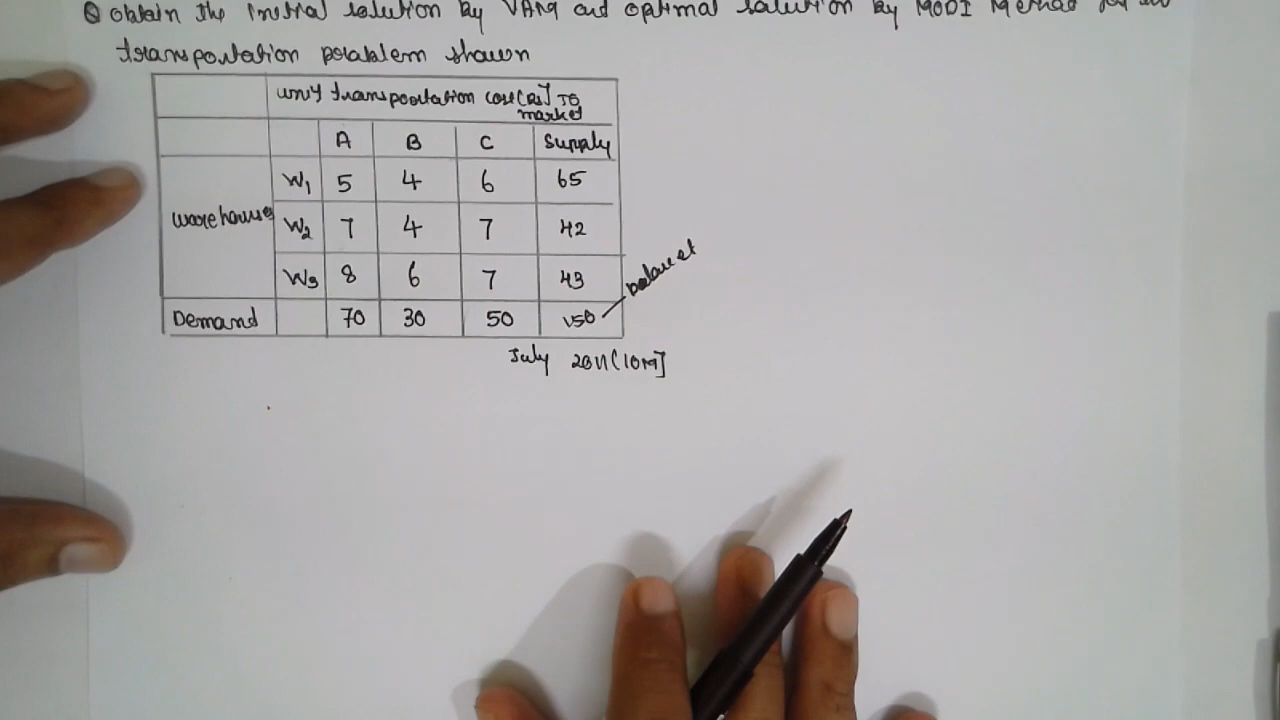 Q obtain the initial solution by VAM and optimal solution by MODI Method
transportation problem shown
unit transportation cost (Rs) To
market
A B C Supply
W1 5 4 6 65
warehouse W2 7 4 7 42
W3 8 6 7 43
Demand 70 30 50 150
July 2011 [10M]